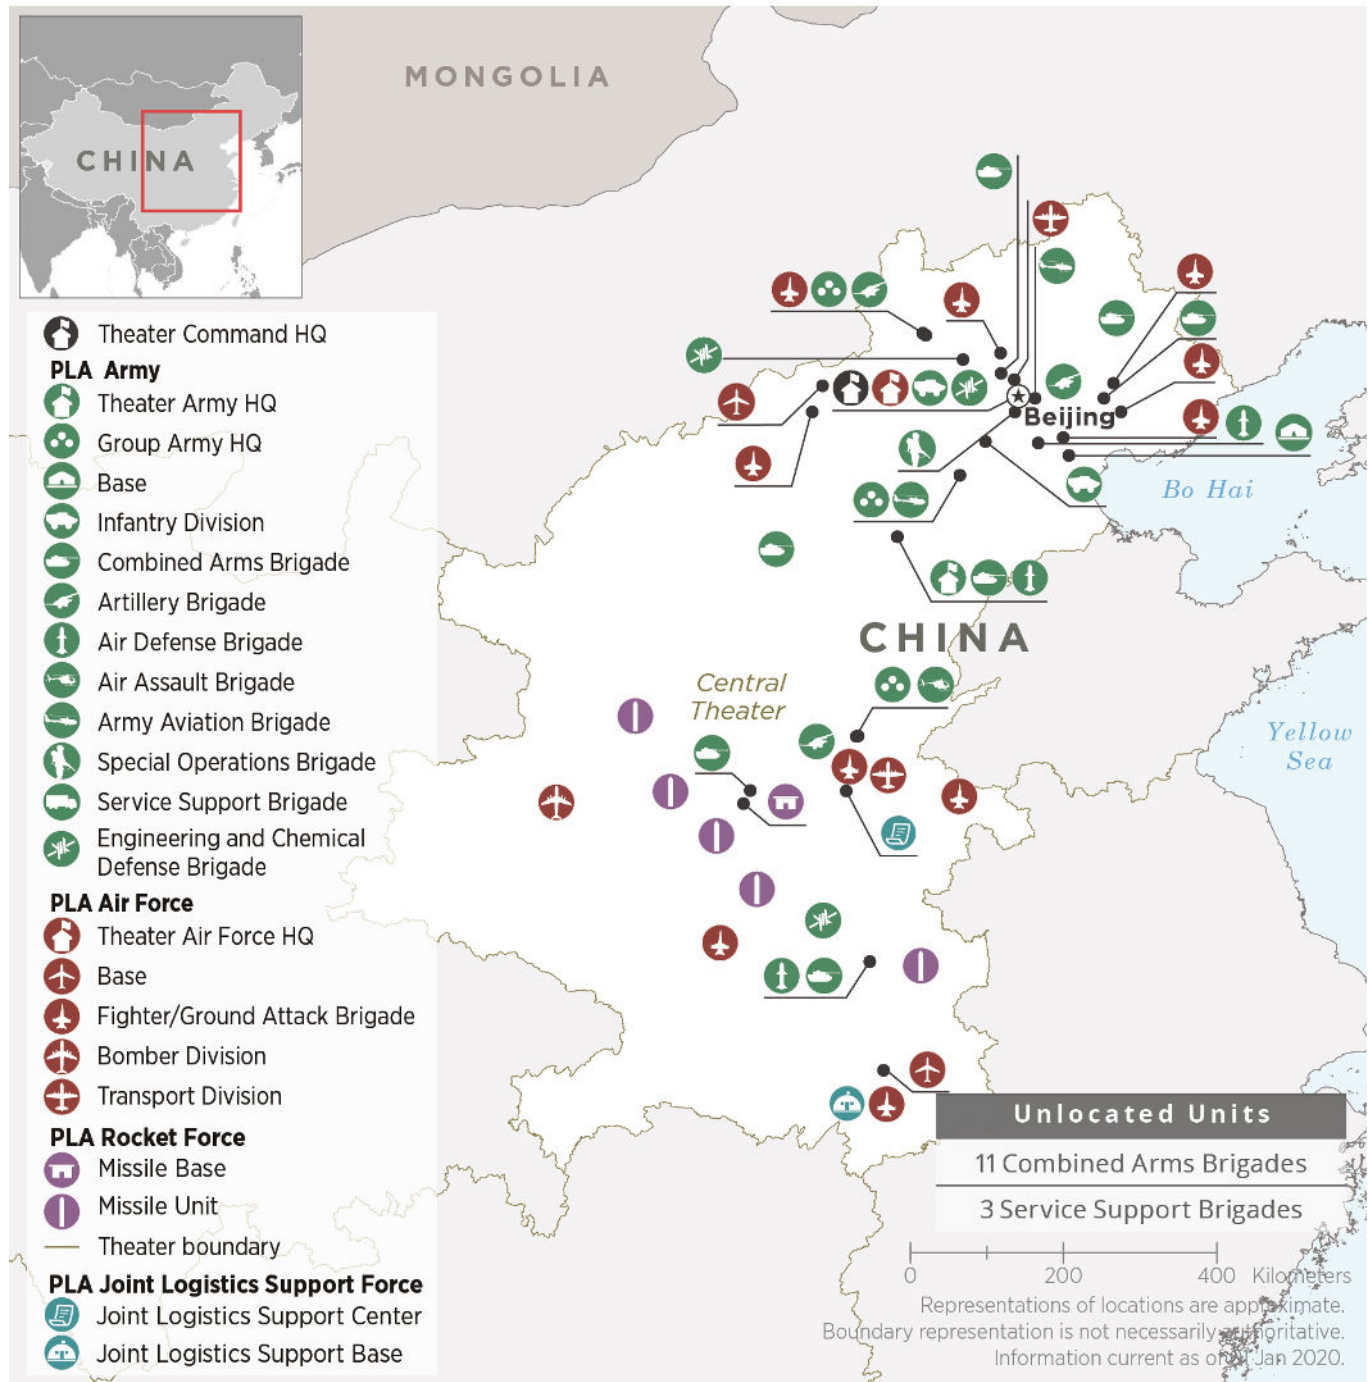 MONGOLIA
CHINA
Theater Command HQ
PLA Army
Theater Army HQ
Group Army HQ
Base
Infantry Division
Combined Arms Brigade
Artillery Brigade
Air Defense Brigade
Air Assault Brigade
Army Aviation Brigade
Special Operations Brigade
Service Support Brigade
Engineering and Chemical
Defense Brigade
PLA Air Force
Theater Air Force HQ
Base
Fighter/Ground Attack Brigade
Bomber Division
Transport Division
PLA Rocket Force
Missile Base
Missile Unit
Theater boundary
PLA Joint Logistics Support Force
Joint Logistics Support Center
Joint Logistics Support Base
Beijing
Bo Hai
CHINA
Central
Theater
Yellow
Sea
Unlocated Units
11 Combined Arms Brigades
3 Service Support Brigades
0 200 400 Kilometers
Representations of locations are approximate.
Boundary representation is not necessarily authoritative.
Information current as of Jan 2020.